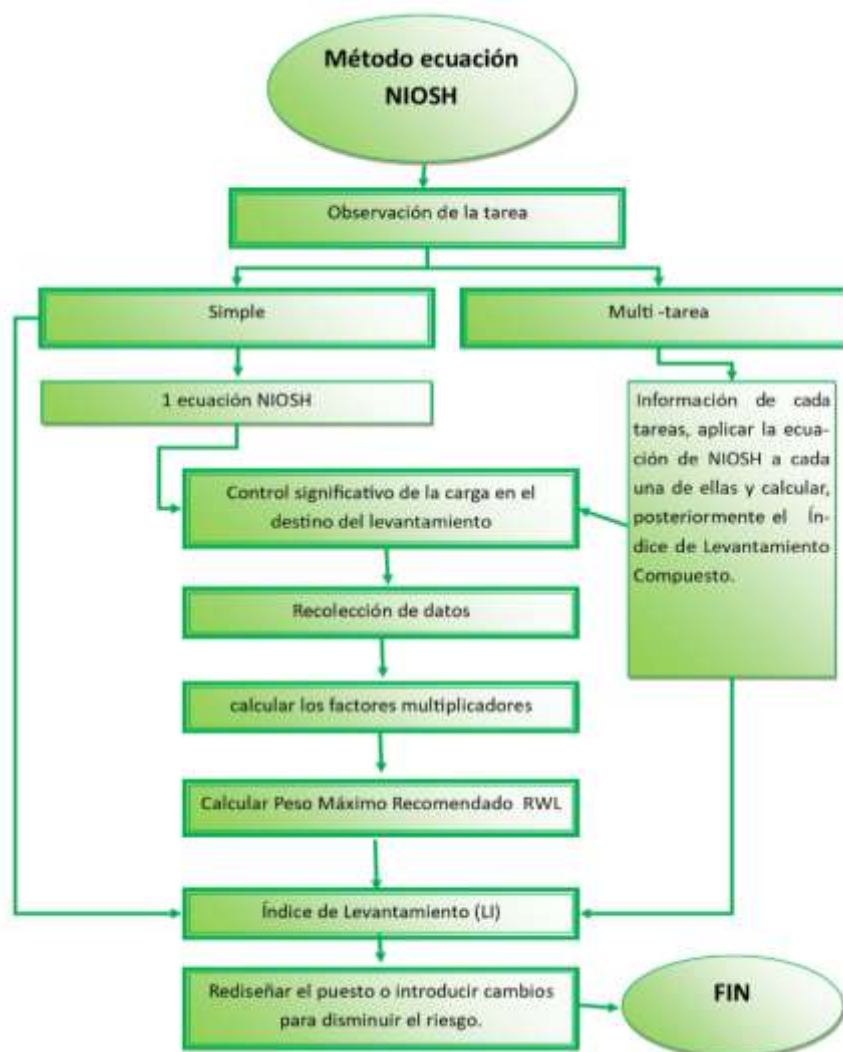 Método ecuación
NIOSH
Observación de la tarea
Simple
Multi -tarea
1 ecuación NIOSH
Información de cada
tareas, aplicar la ecua-
ción de NIOSH a cada
una de ellas y calcular,
posteriormente el Ín-
dice de Levantamiento
Compuesto.
Control significativo de la carga en el
destino del levantamiento
Recolección de datos
calcular los factores multiplicadores
Calcular Peso Máximo Recomendado RWL
Índice de Levantamiento (LI)
Rediseñar el puesto o introducir cambios
para disminuir el riesgo.
FIN